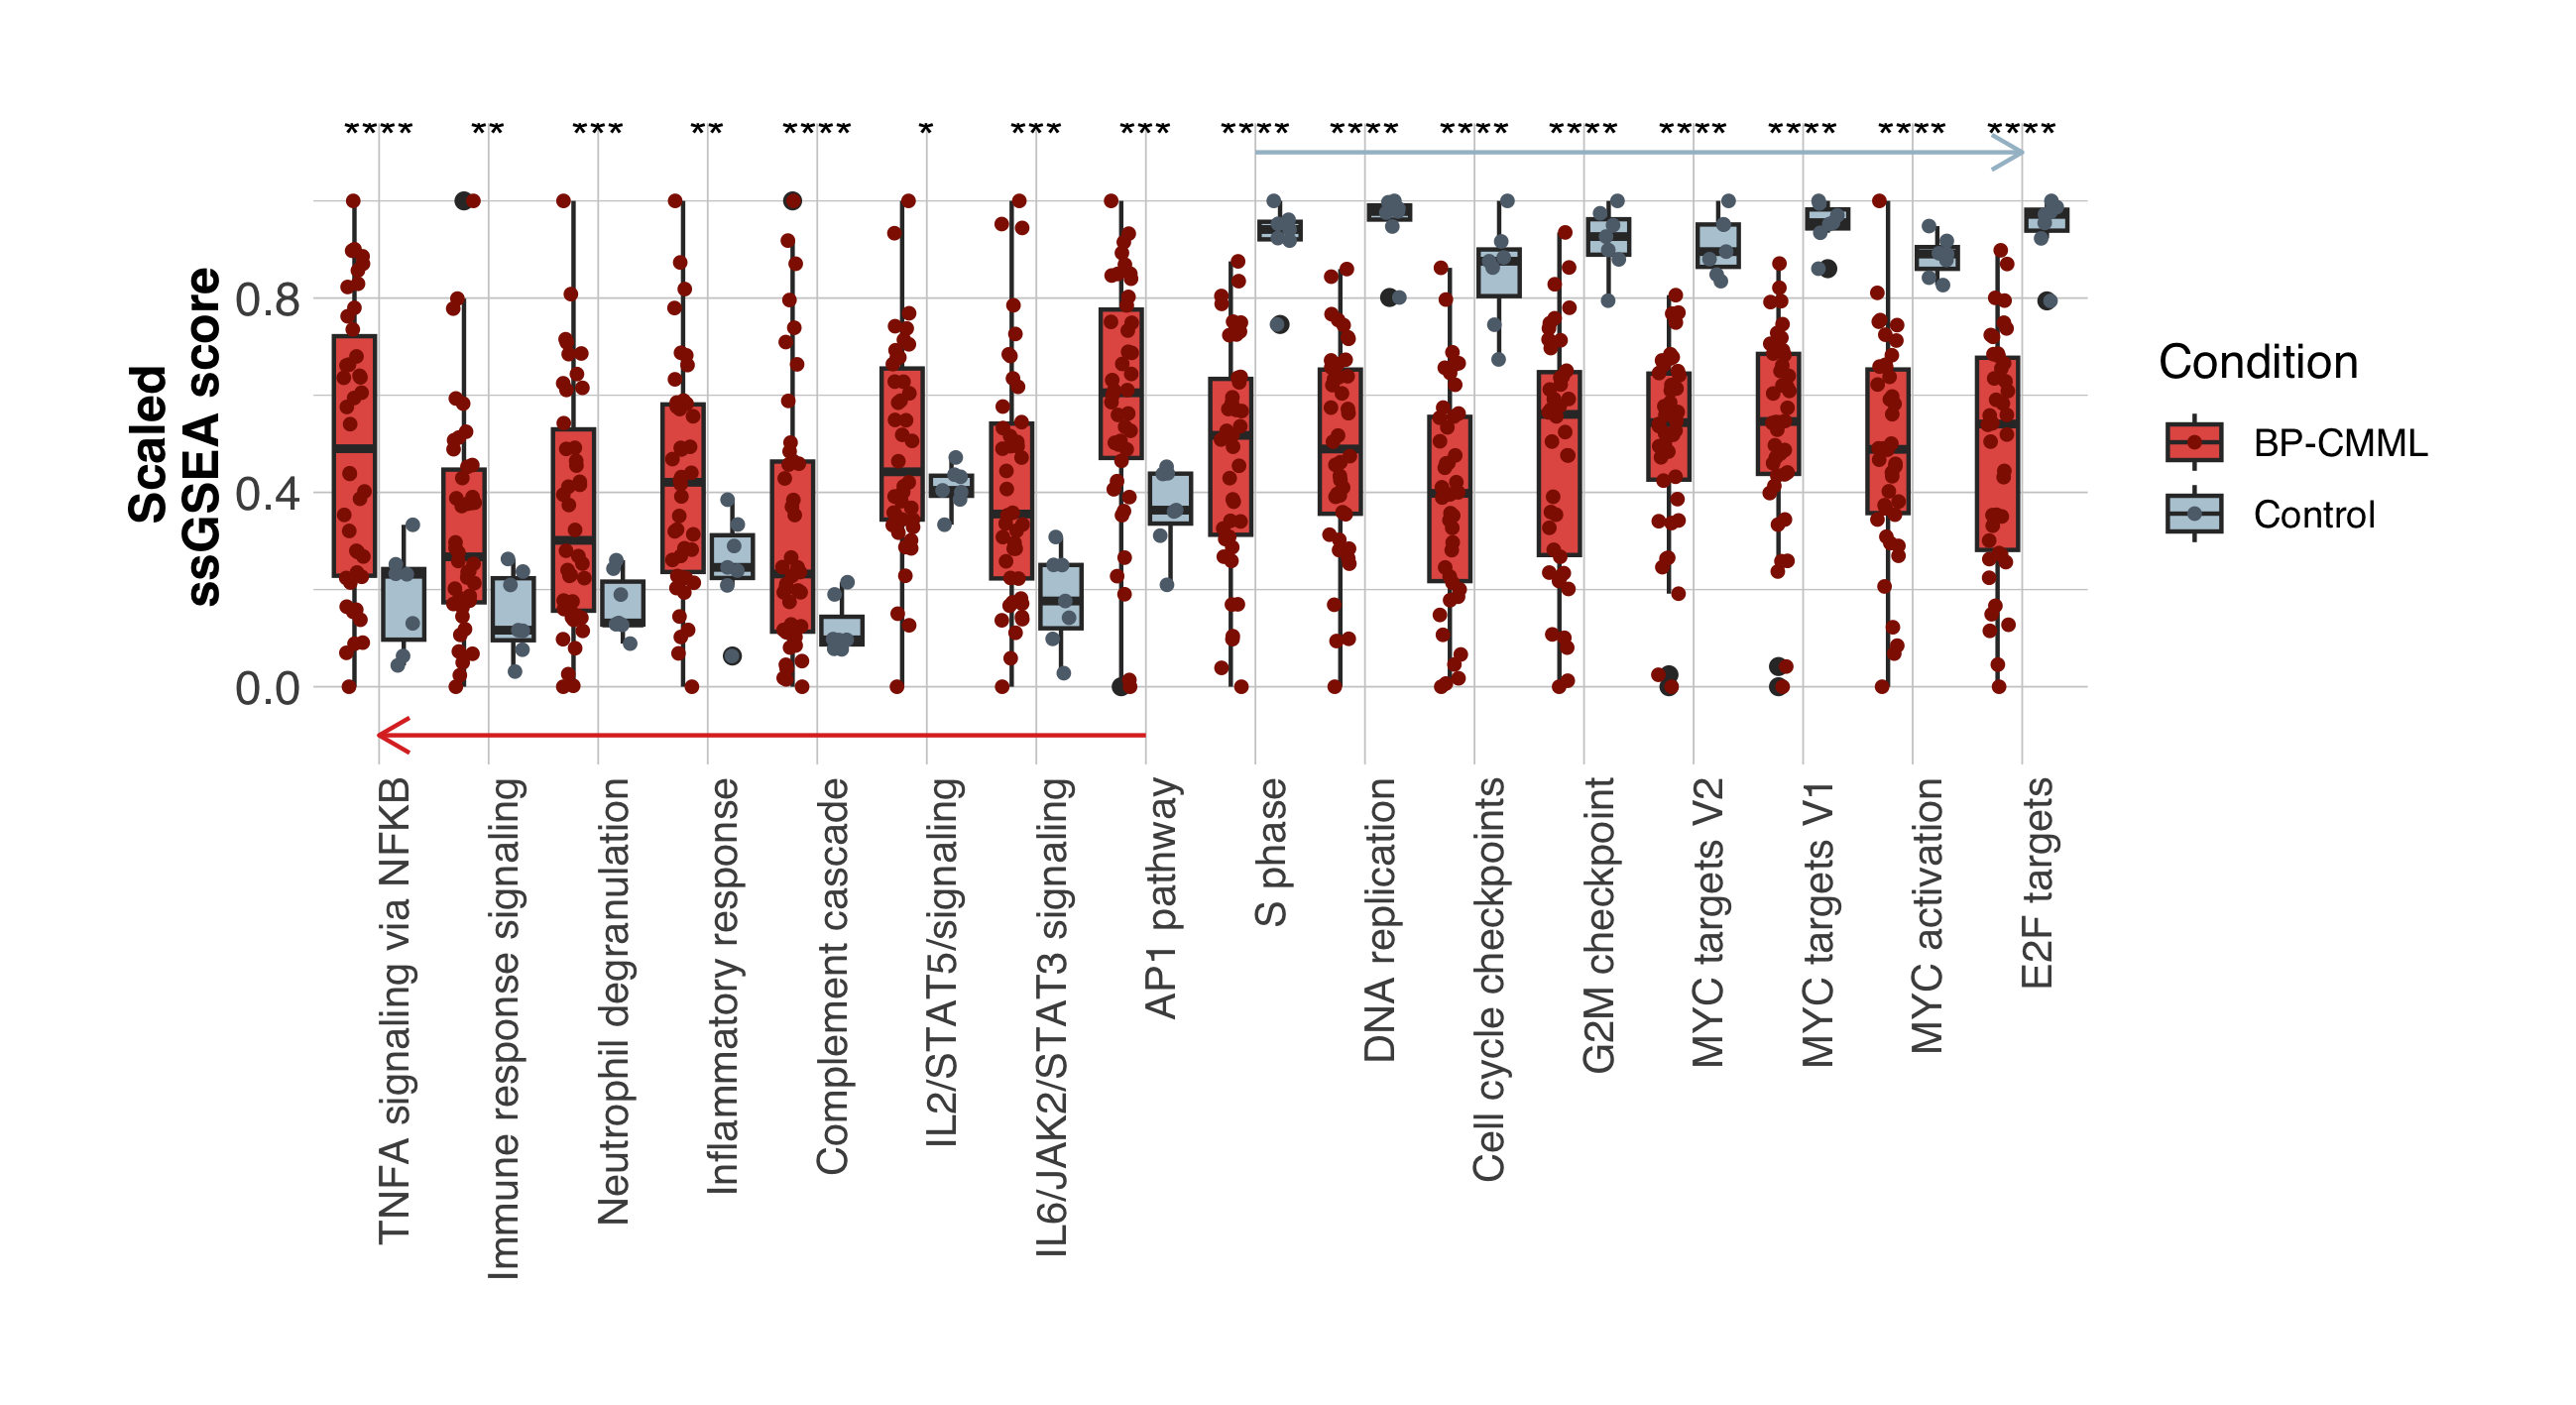 **** ** *** ** **** * *** *** **** **** **** **** **** **** **** ****
Scaled
ssGSEA score
0.8
0.4
0.0
TNFA signaling via NFKB
Immune response signaling
Neutrophil degranulation
Inflammatory response
Complement cascade
IL2/STAT5/signaling
IL6/JAK2/STAT3 signaling
AP1 pathway
S phase
DNA replication
Cell cycle checkpoints
G2M checkpoint
MYC targets V2
MYC targets V1
MYC activation
E2F targets
Condition
BP-CMML
Control